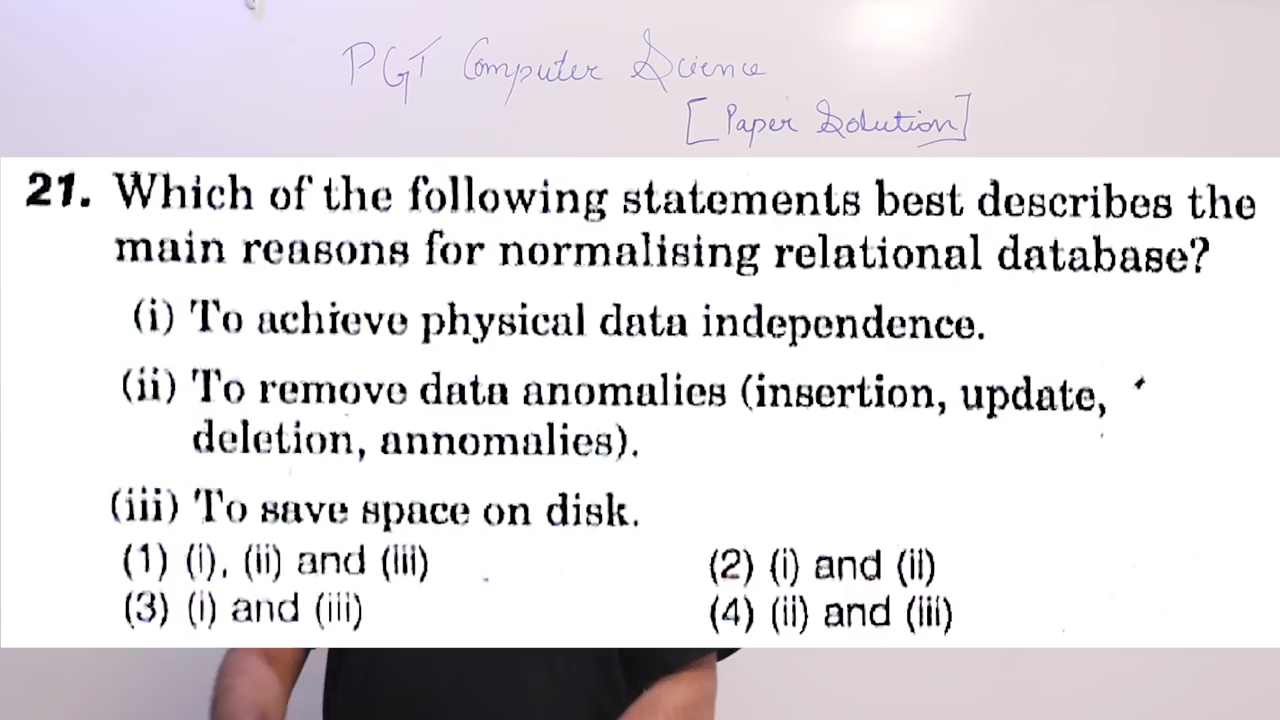 PGT Computer Science
[Paper Solution]
21. Which of the following statements best describes the
main reasons for normalising relational database?
(i) To achieve physical data independence.
(ii) To remove data anomalies (insertion, update,
deletion, annomalies).
(iii) To save space on disk.
(1) (i), (ii) and (iii) (2) (i) and (ii)
(3) (i) and (iii) (4) (ii) and (iii)